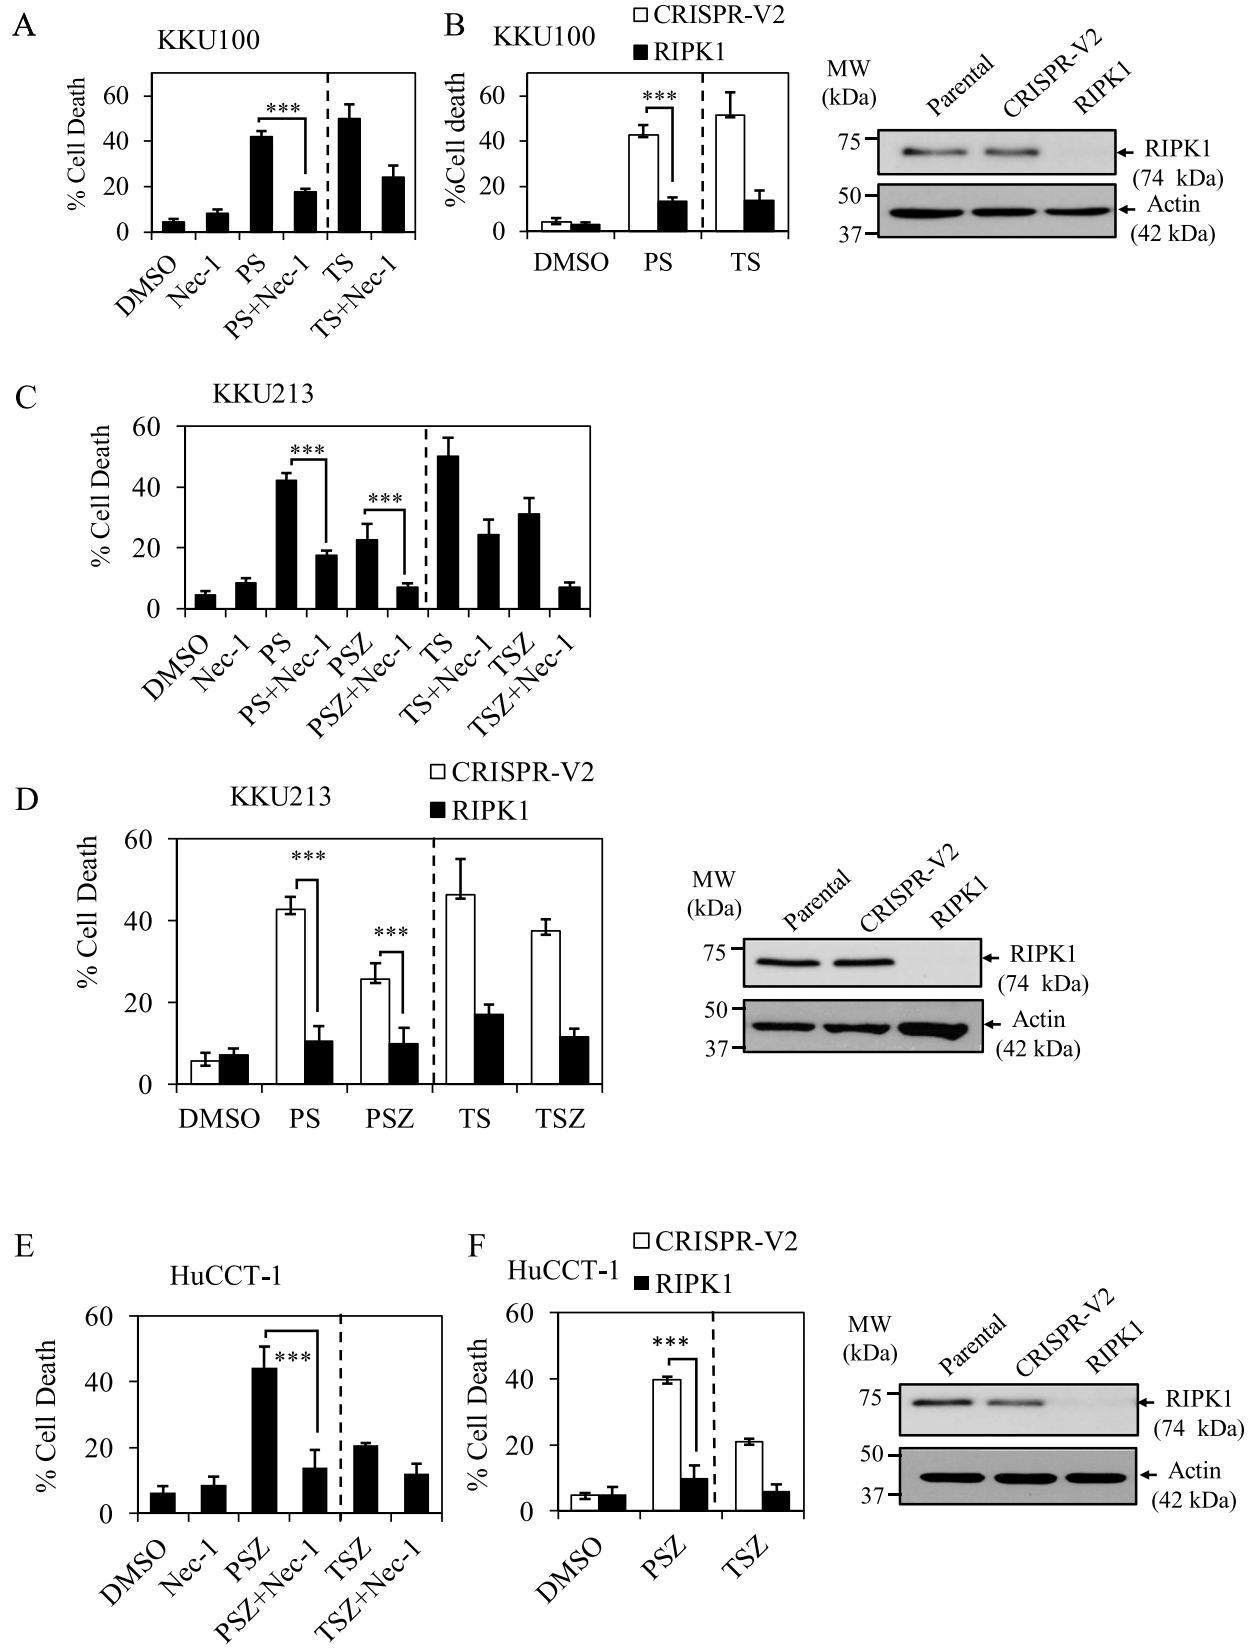 A
KKU100
% Cell Death
60
40
20
0
***
DMSO
Nec-1
PS
PS+Nec-1
TS
TS+Nec-1
B
KKU100
CRISPR-V2
RIPK1
%Cell death
60
40
20
0
***
DMSO
PS
TS
MW
(kDa)
Parental
CRISPR-V2
RIPK1
75
50
37
RIPK1
(74 kDa)
Actin
(42 kDa)
C
KKU213
% Cell Death
60
40
20
0
***
***
DMSO
Nec-1
PS
PS+Nec-1
PSZ
PSZ+Nec-1
TS
TS+Nec-1
TSZ
TSZ+Nec-1
D
KKU213
CRISPR-V2
RIPK1
% Cell Death
60
40
20
0
***
***
DMSO
PS
PSZ
TS
TSZ
MW
(kDa)
Parental
CRISPR-V2
RIPK1
75
50
37
RIPK1
(74 kDa)
Actin
(42 kDa)
E
HuCCT-1
% Cell Death
60
40
20
0
***
DMSO
Nec-1
PSZ
PSZ+Nec-1
TSZ
TSZ+Nec-1
F
HuCCT-1
CRISPR-V2
RIPK1
% Cell Death
60
40
20
0
***
DMSO
PSZ
TSZ
MW
(kDa)
Parental
CRISPR-V2
RIPK1
75
50
37
RIPK1
(74 kDa)
Actin
(42 kDa)